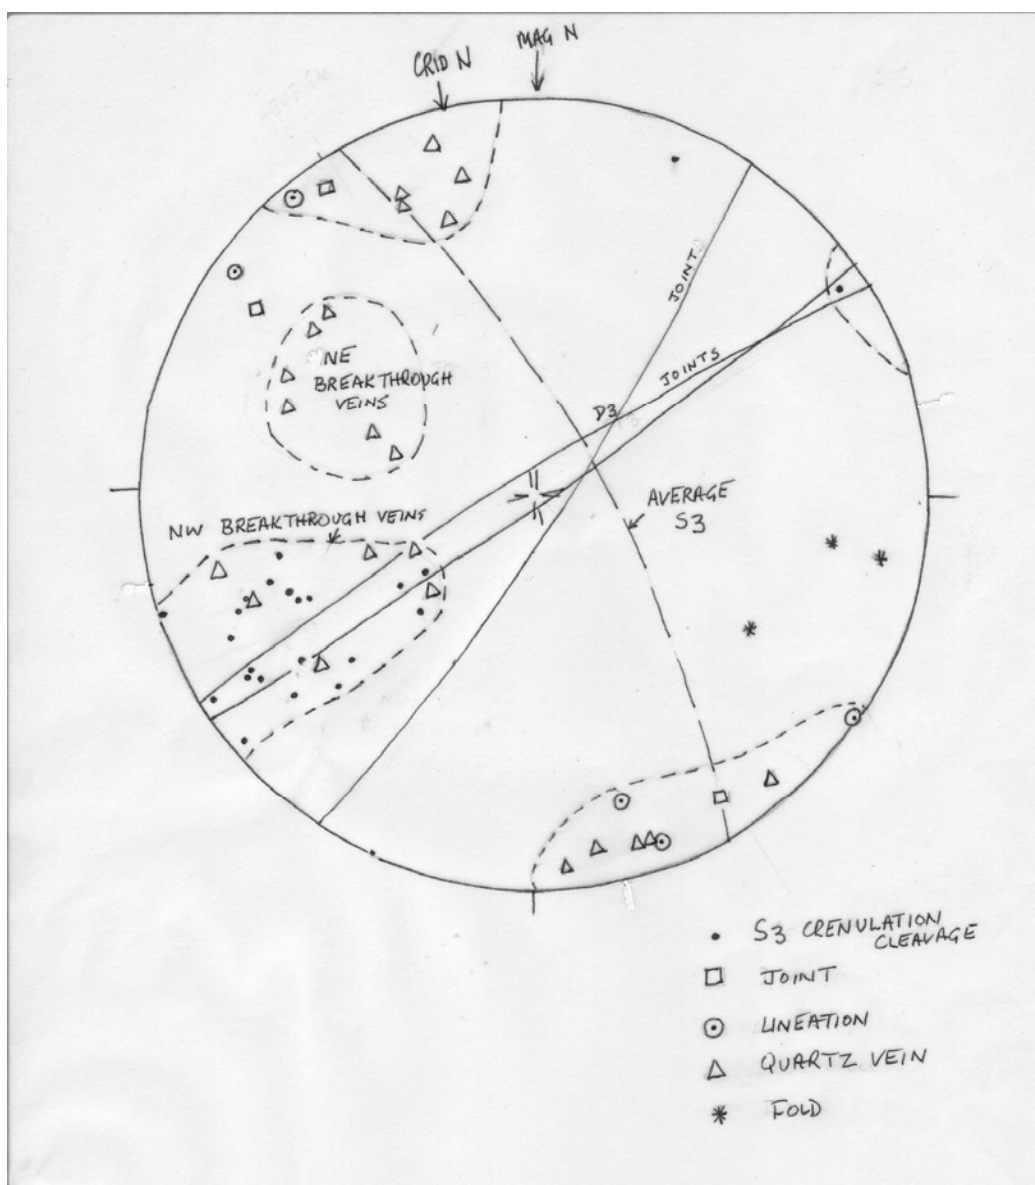 GRID N
MAG N
JOINTS
JOINTS
D3
NE
BREAKTHROUGH
VEINS
NW BREAKTHROUGH VEINS
AVERAGE
S3
S3 CRENULATION
CLEAVAGE
JOINT
LINEATION
QUARTZ VEIN
FOLD